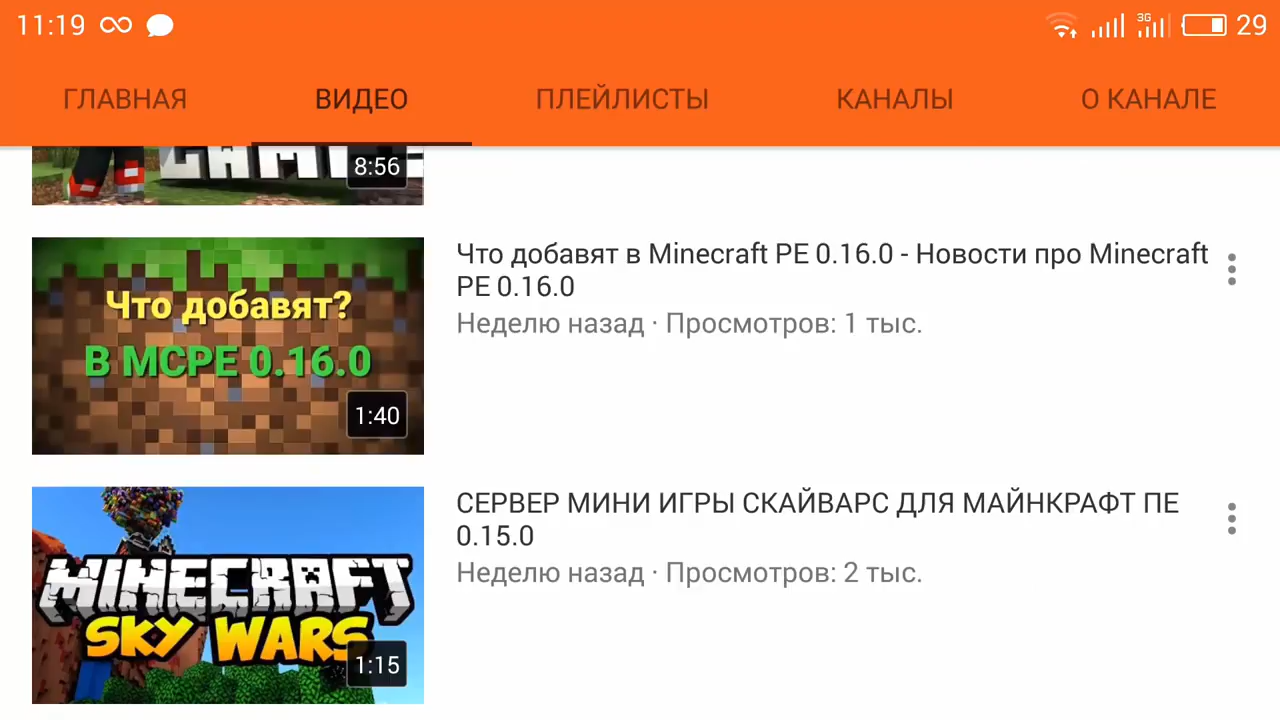 11:19
3G
29
ГЛАВНАЯ
ВИДЕО
ПЛЕЙЛИСТЫ
КАНАЛЫ
О КАНАЛЕ
8:56
Что добавят?
В МСРЕ 0.16.0
1:40
Что добавят в Minecraft PE 0.16.0 - Новости про Minecraft
PE 0.16.0
Неделю назад · Просмотров: 1 тыс.
MINECRAFT
SKY WARS
1:15
СЕРВЕР МИНИ ИГРЫ СКАЙВАРС ДЛЯ МАЙНКРАФТ ПЕ
0.15.0
Неделю назад · Просмотров: 2 тыс.